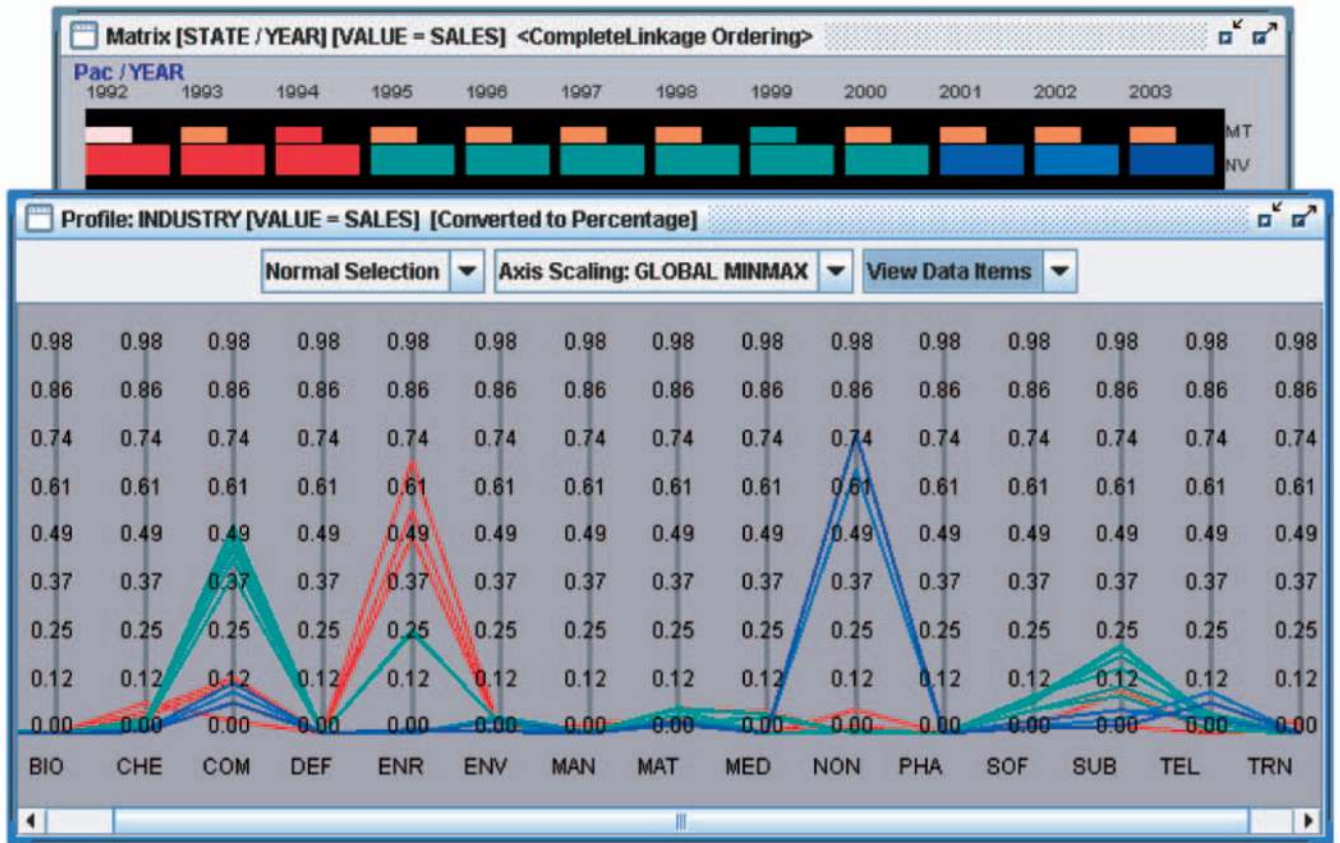 Matrix [STATE / YEAR] [VALUE = SALES] <CompleteLinkage Ordering>
Pac / YEAR
1992 1993 1994 1995 1996 1997 1998 1999 2000 2001 2002 2003
MT
NV
Profile: INDUSTRY [VALUE = SALES] [Converted to Percentage]
Normal Selection Axis Scaling: GLOBAL MINMAX View Data Items
0.98 0.98 0.98 0.98 0.98 0.98 0.98 0.98 0.98 0.98 0.98 0.98 0.98 0.98 0.98
0.86 0.86 0.86 0.86 0.86 0.86 0.86 0.86 0.86 0.86 0.86 0.86 0.86 0.86 0.86
0.74 0.74 0.74 0.74 0.74 0.74 0.74 0.74 0.74 0.74 0.74 0.74 0.74 0.74 0.74
0.61 0.61 0.61 0.61 0.61 0.61 0.61 0.61 0.61 0.61 0.61 0.61 0.61 0.61 0.61
0.49 0.49 0.49 0.49 0.49 0.49 0.49 0.49 0.49 0.49 0.49 0.49 0.49 0.49 0.49
0.37 0.37 0.37 0.37 0.37 0.37 0.37 0.37 0.37 0.37 0.37 0.37 0.37 0.37 0.37
0.25 0.25 0.25 0.25 0.25 0.25 0.25 0.25 0.25 0.25 0.25 0.25 0.25 0.25 0.25
0.12 0.12 0.12 0.12 0.12 0.12 0.12 0.12 0.12 0.12 0.12 0.12 0.12 0.12 0.12
0.00 0.00 0.00 0.00 0.00 0.00 0.00 0.00 0.00 0.00 0.00 0.00 0.00 0.00 0.00
BIO CHE COM DEF ENR ENV MAN MAT MED NON PHA SOF SUB TEL TRN